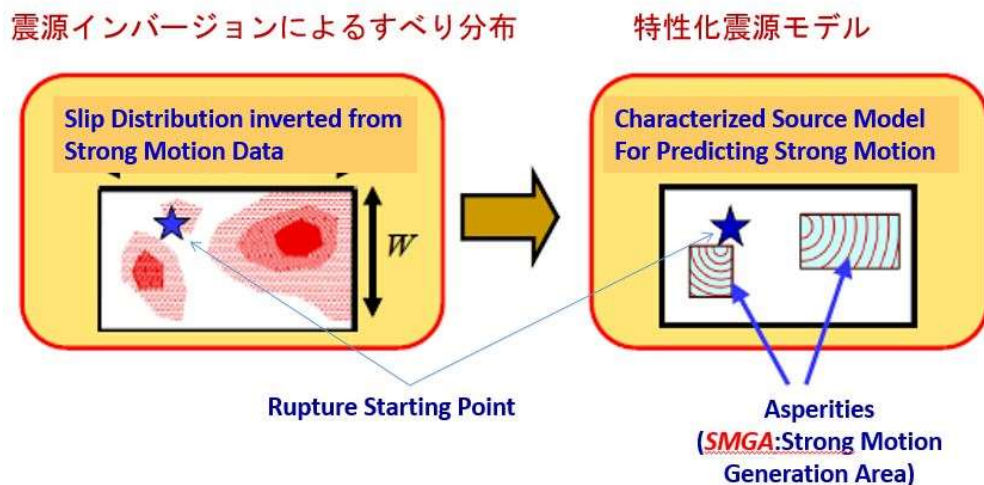 震源インバージョンによるすべり分布
特性化震源モデル
Slip Distribution inverted from
Strong Motion Data
W
Characterized Source Model
For Predicting Strong Motion
Rupture Starting Point
Asperities
(SMGA:Strong Motion
Generation Area)